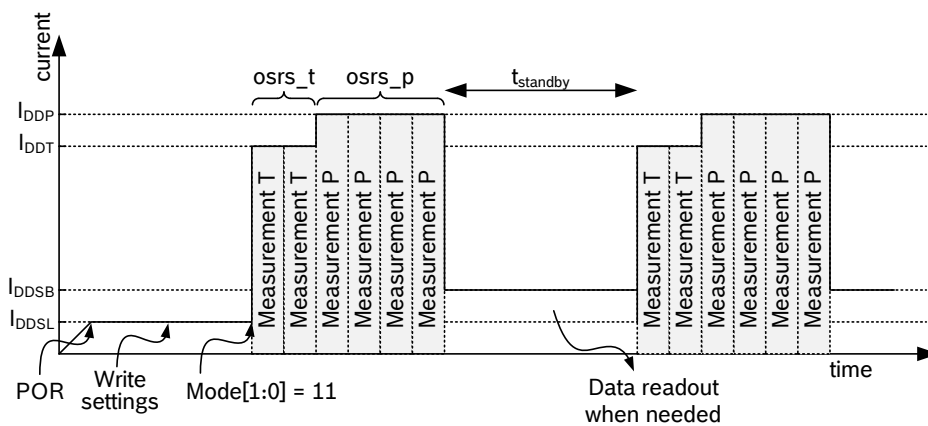 current
osrs_t
osrs_p
tstandby
IDDP
IDDT
IDDSB
IDDSL
Measurement T
Measurement T
Measurement P
Measurement P
Measurement P
Measurement P
Measurement T
Measurement T
Measurement P
Measurement P
Measurement P
Measurement P
time
POR
Write
settings
Mode[1:0] = 11
Data readout
when needed